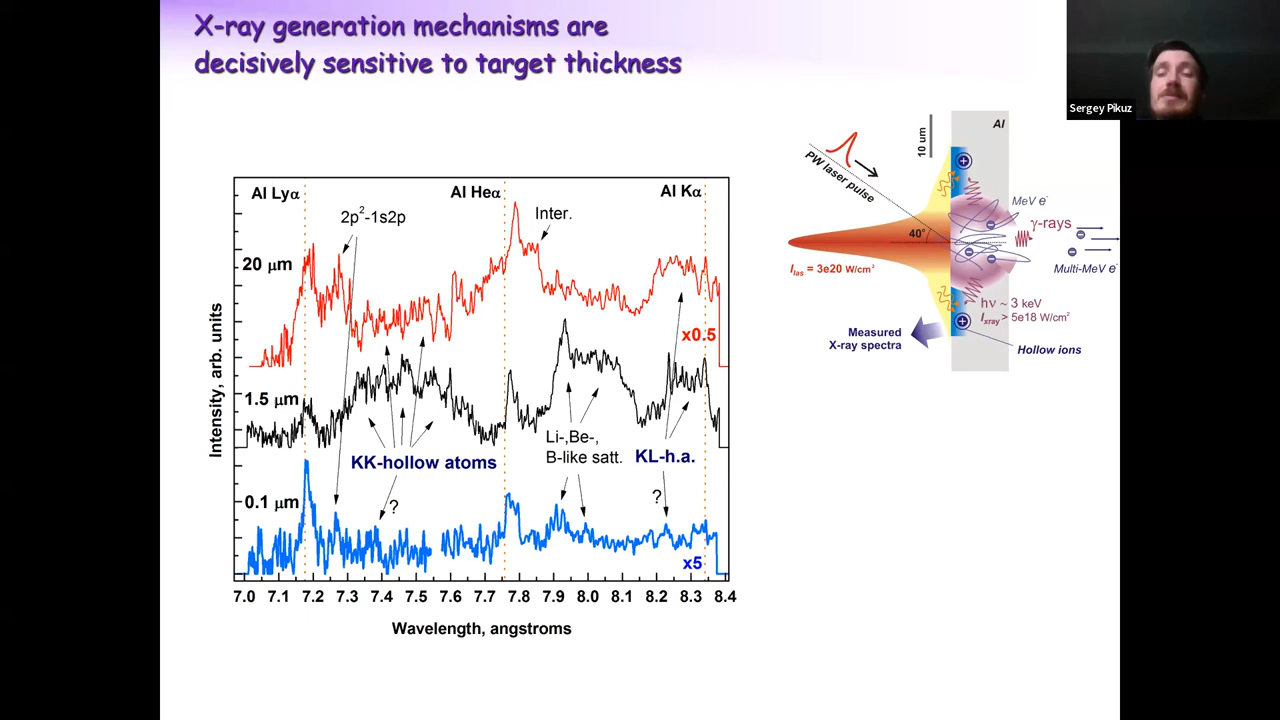 X-ray generation mechanisms are
decisively sensitive to target thickness
Sergey Pikuz
Al Lyα
Al Heα
Al Kα
2p²-1s2p
Inter.
20 µm
x0.5
1.5 µm
Li-,Be-,
B-like satt.
KK-hollow atoms
KL-h.a.
0.1 µm
?
?
x5
Intensity, arb. units
7.0 7.1 7.2 7.3 7.4 7.5 7.6 7.7 7.8 7.9 8.0 8.1 8.2 8.3 8.4
Wavelength, angstroms
10 um
Al
PW laser pulse
MeV e⁻
γ-rays
40°
Multi-MeV e⁻
I las = 3e20 W/cm²
hν ~ 3 keV
I xray > 5e18 W/cm²
Measured
X-ray spectra
Hollow ions